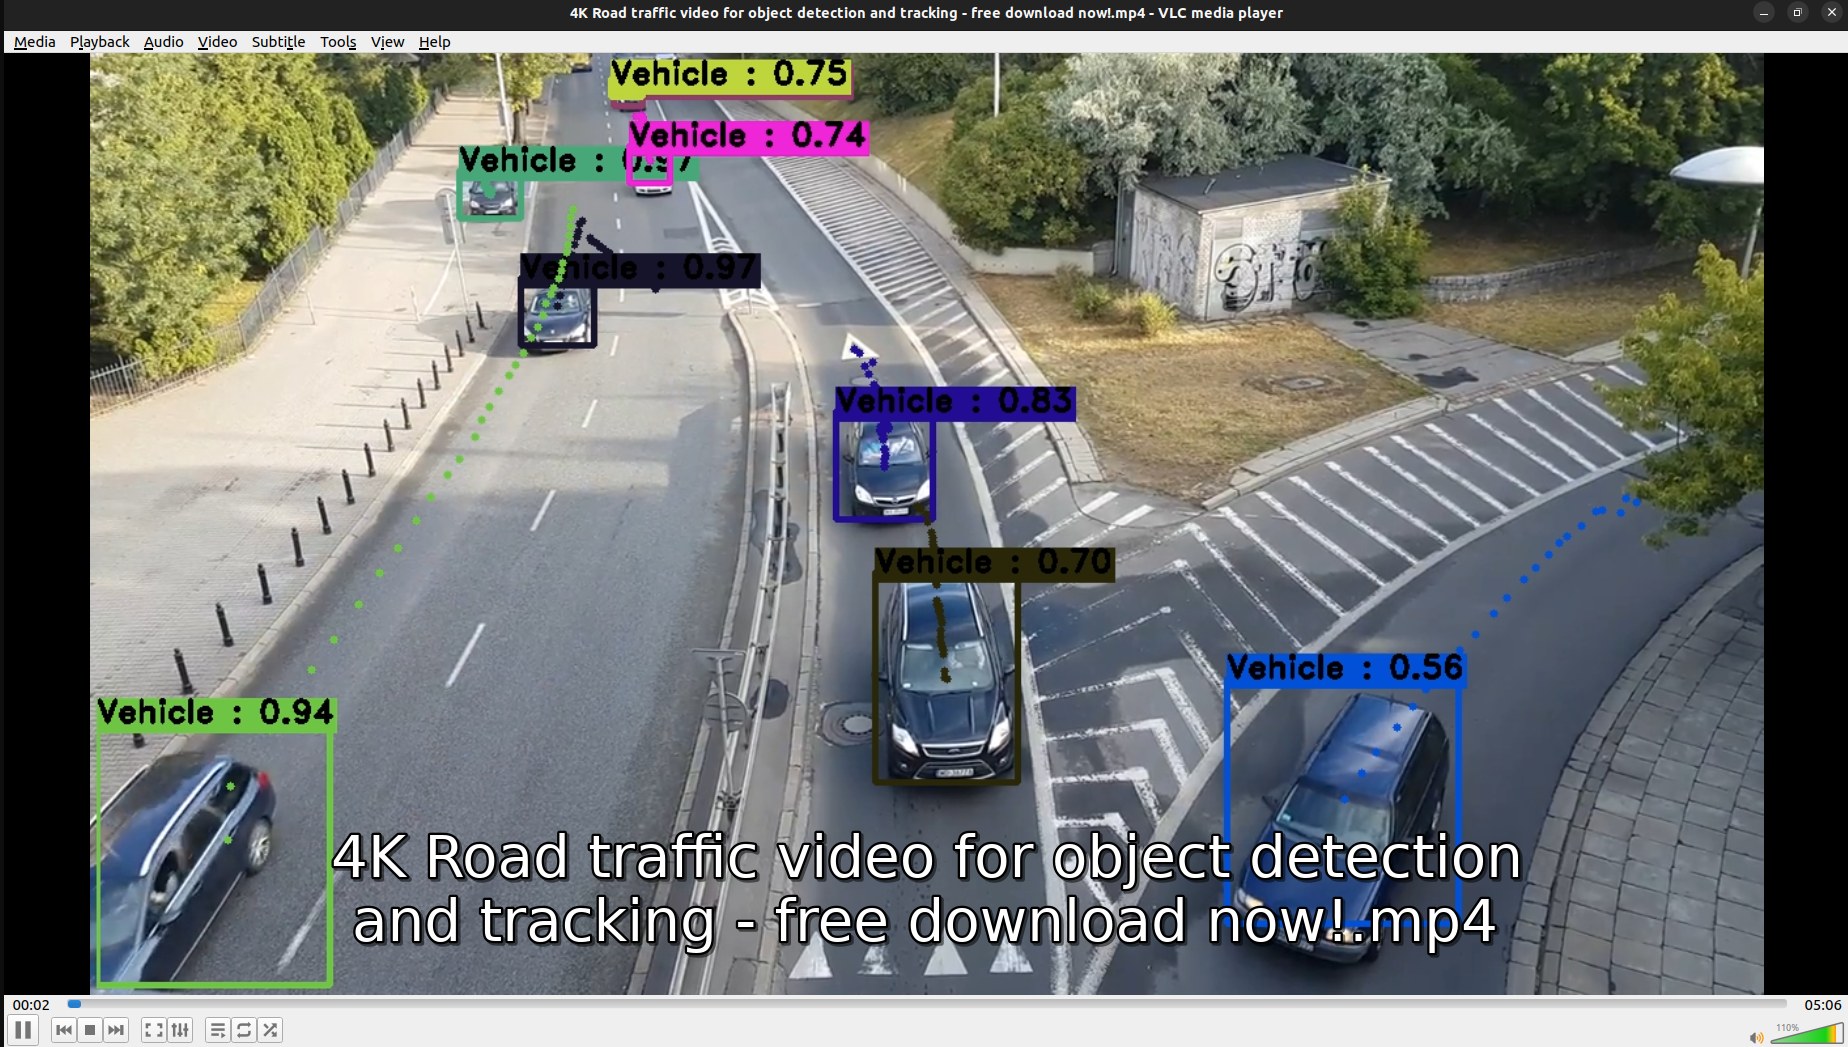 4K Road traffic video for object detection and tracking - free download now!.mp4 - VLC media player
Media Playback Audio Video Subtitle Tools View Help
Vehicle : 0.75
Vehicle : 0.74
Vehicle : 0.97
Vehicle : 0.97
Vehicle : 0.83
Vehicle : 0.70
Vehicle : 0.56
Vehicle : 0.94
4K Road traffic video for object detection
and tracking - free download now!.mp4
00:02
05:06
110%